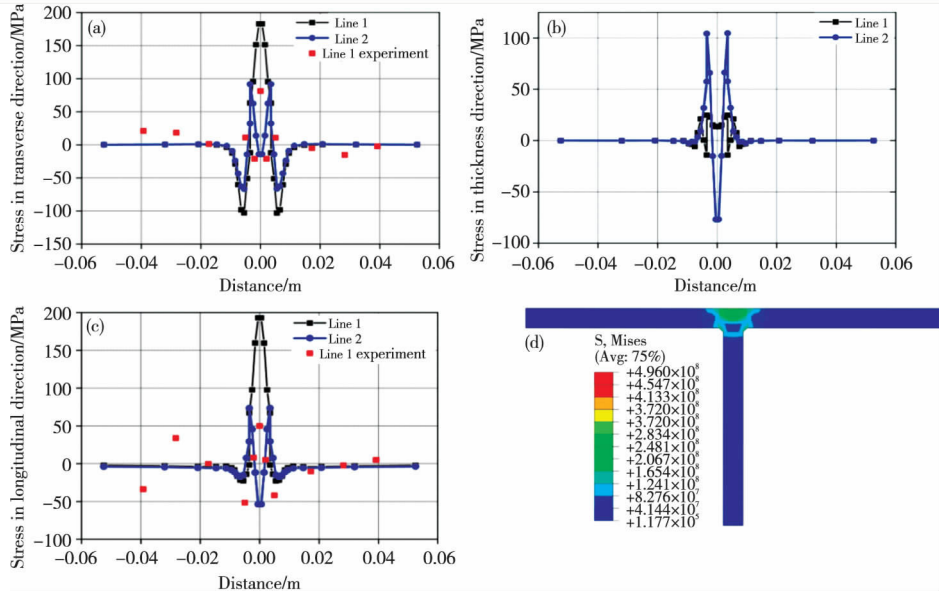 (a)
Line 1
Line 2
Line 1 experiment
Stress in transverse direction/MPa
200
150
100
50
0
−50
−100
−150
−0.06 −0.04 −0.02 0.00 0.02 0.04 0.06
Distance/m
(b)
Line 1
Line 2
Stress in thickness direction/MPa
100
50
0
−50
−100
−0.06 −0.04 −0.02 0.00 0.02 0.04 0.06
Distance/m
(c)
Line 1
Line 2
Line 1 experiment
Stress in longitudinal direction/MPa
200
150
100
50
0
−50
−100
−0.06 −0.04 −0.02 0.00 0.02 0.04 0.06
Distance/m
(d)
S, Mises
(Avg: 75%)
+4.960×10⁸
+4.547×10⁸
+4.133×10⁸
+3.720×10⁸
+3.720×10⁸
+2.834×10⁸
+2.481×10⁸
+2.067×10⁸
+1.654×10⁸
+1.241×10⁸
+8.276×10⁷
+4.144×10⁷
+1.177×10⁵